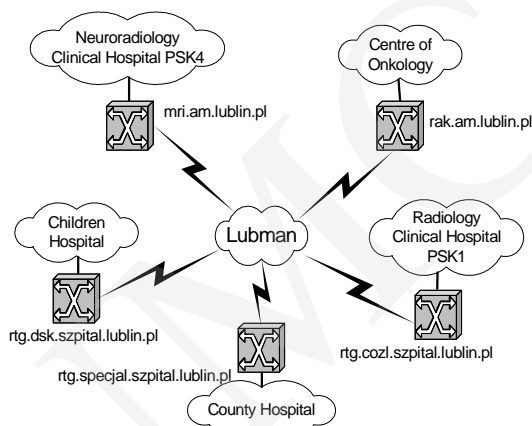 Neuroradiology
Clinical Hospital PSK4
mri.am.lublin.pl
Centre of
Onkology
rak.am.lublin.pl
Children
Hospital
rtg.dsk.szpital.lublin.pl
Lubman
Radiology
Clinical Hospital
PSK1
rtg.cozl.szpital.lublin.pl
rtg.specjal.szpital.lublin.pl
County Hospital